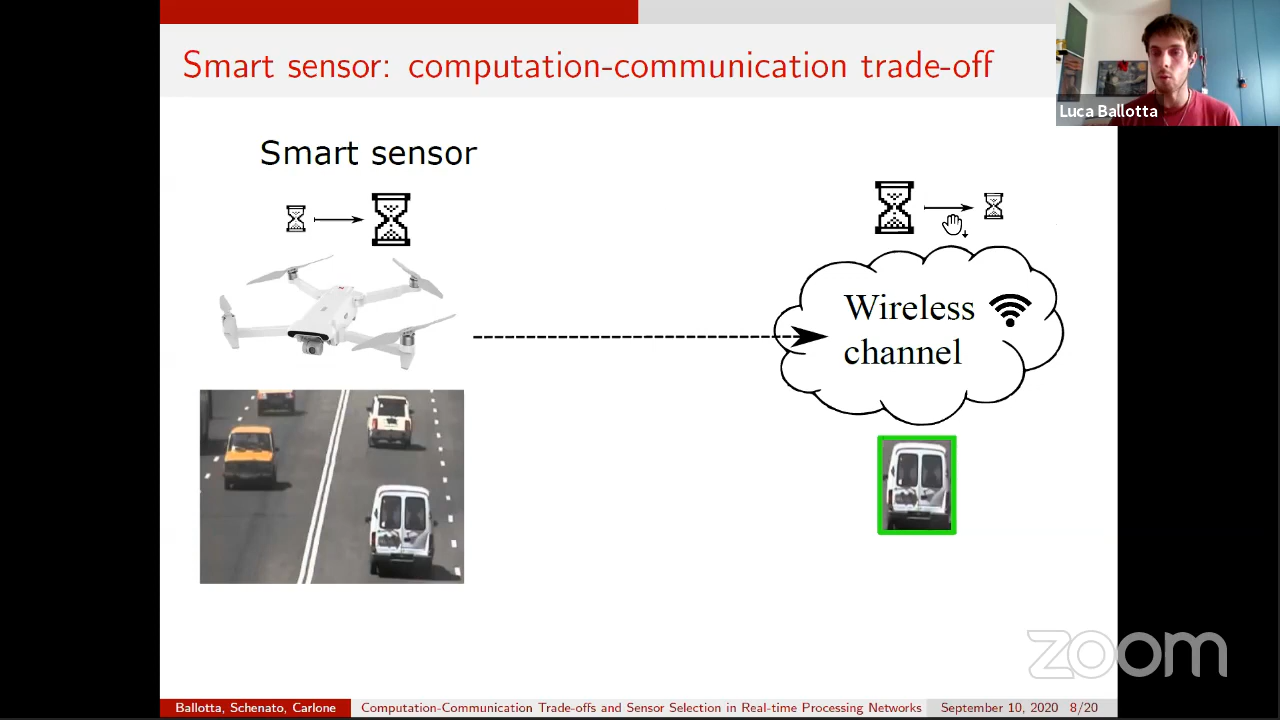 Smart sensor: computation-communication trade-off
Luca Ballotta
Smart sensor
Wireless
channel
zoom
Ballotta, Schenato, Carlone
Computation-Communication Trade-offs and Sensor Selection in Real-time Processing Networks
September 10, 2020
8/20